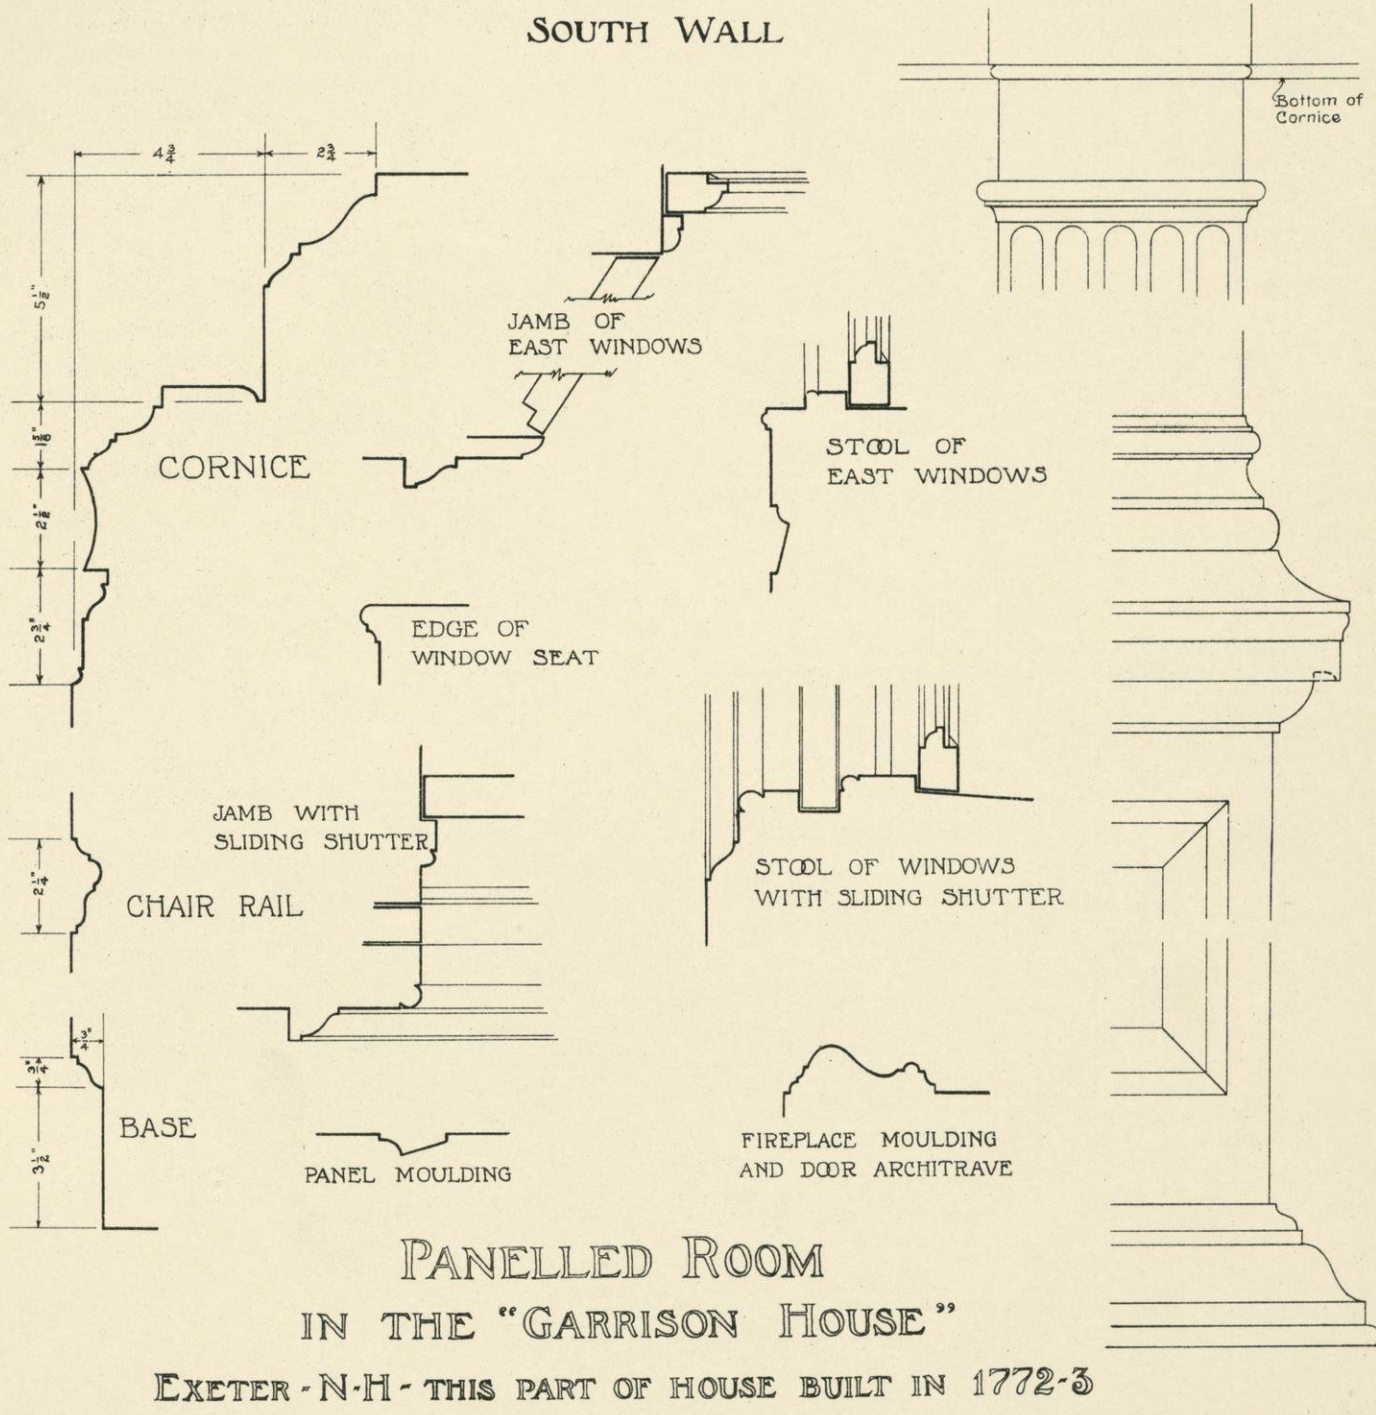 SOUTH WALL
Bottom of
Cornice
4¾
2¾
5½"
JAMB OF
EAST WINDOWS
1⅝"
CORNICE
STOOL OF
EAST WINDOWS
2½"
2¾"
EDGE OF
WINDOW SEAT
JAMB WITH
SLIDING SHUTTER
2¼"
CHAIR RAIL
STOOL OF WINDOWS
WITH SLIDING SHUTTER
¾"
¾"
BASE
3½"
PANEL MOULDING
FIREPLACE MOULDING
AND DOOR ARCHITRAVE
PANELLED ROOM
IN THE "GARRISON HOUSE"
EXETER - N·H - THIS PART OF HOUSE BUILT IN 1772-3